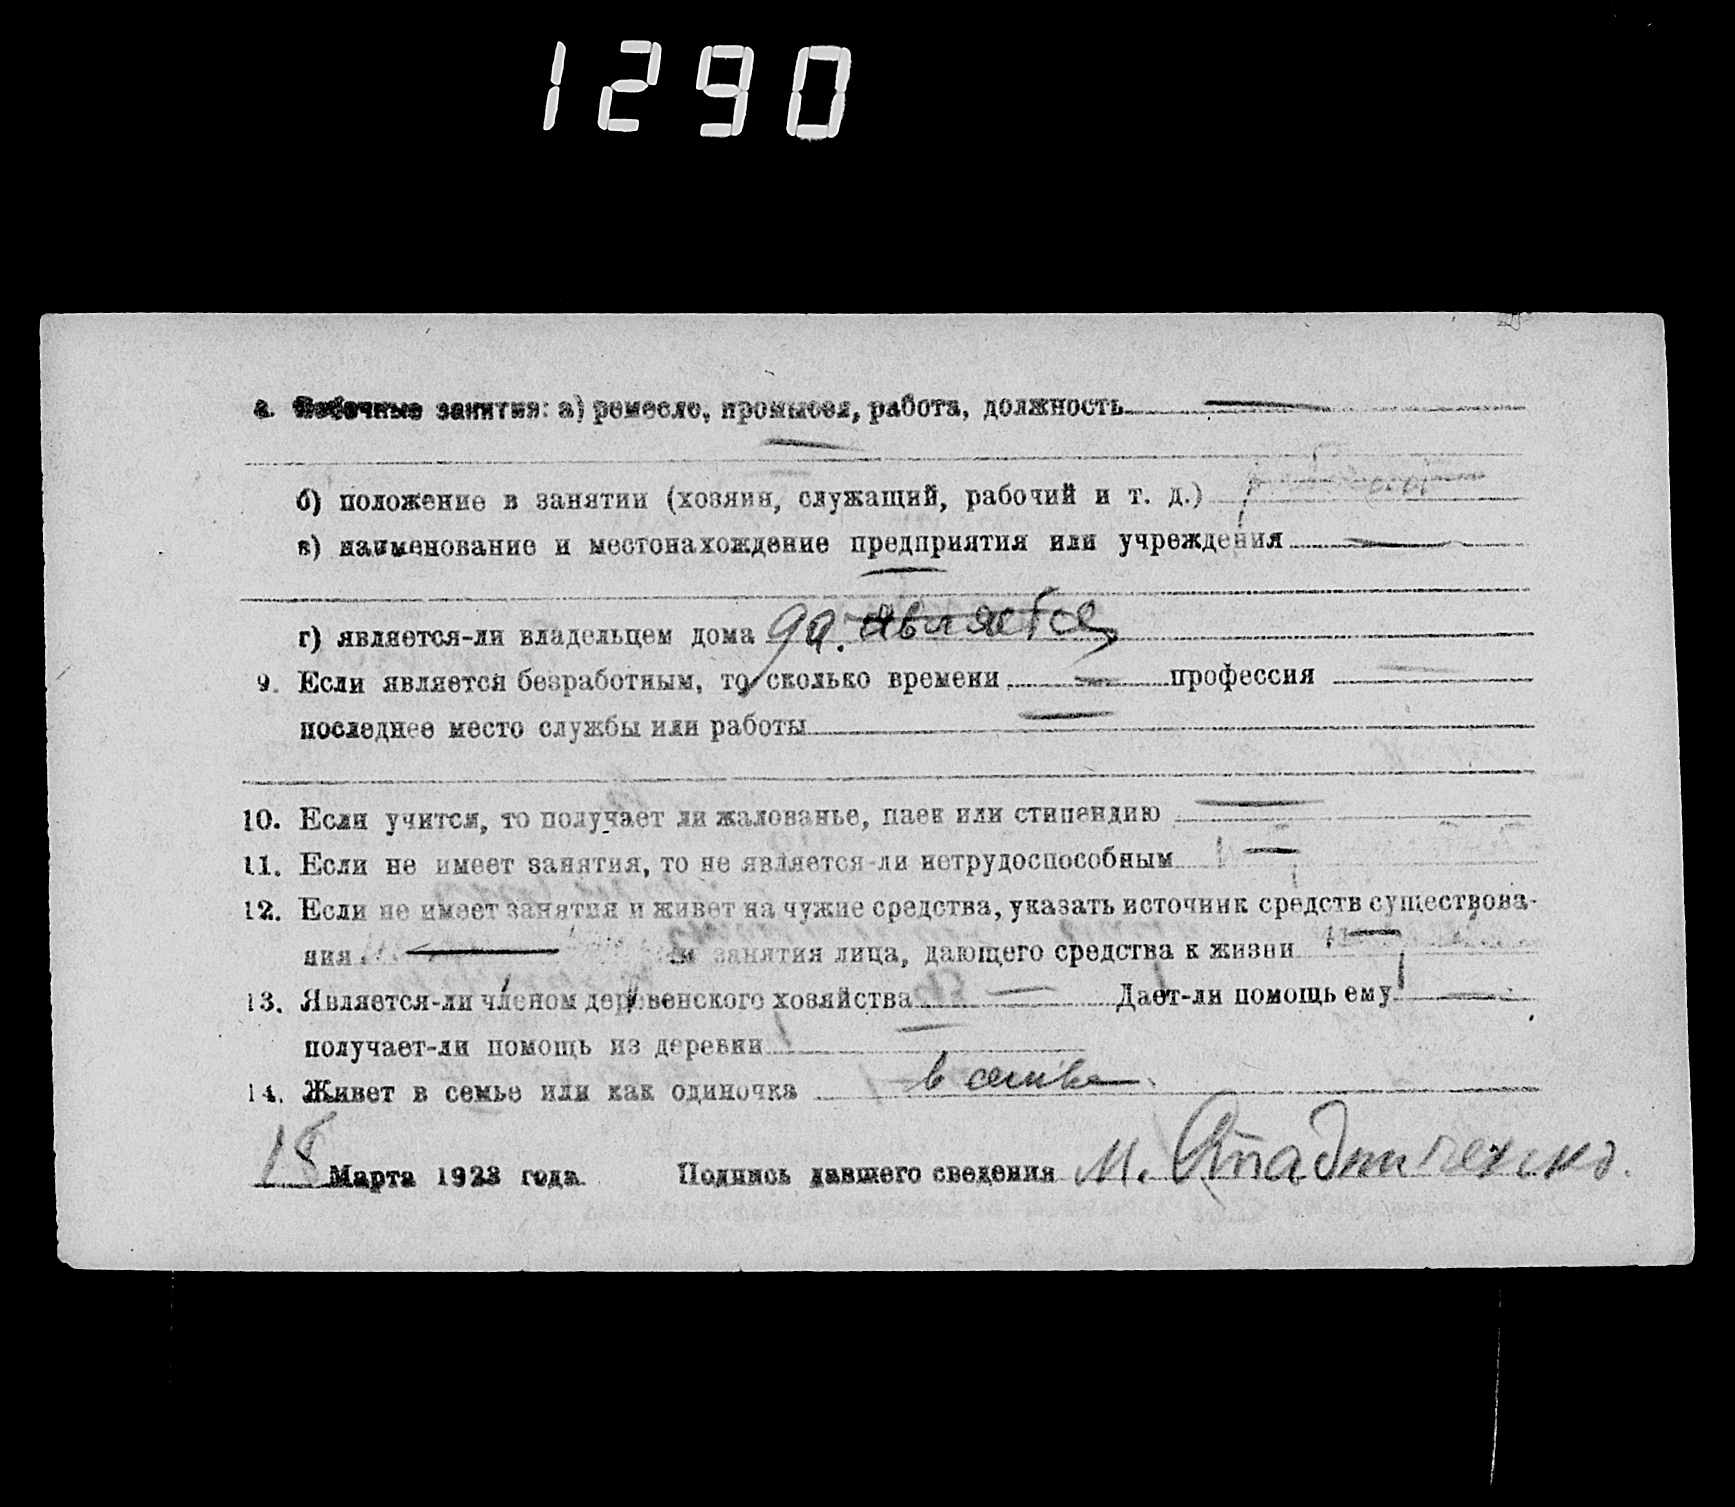 1290
8. Побочные занятия: а) ремесло, промысел, работа, должность
б) положение в занятии (хозяин, служащий, рабочий и т. д.)
в) наименование и местонахождение предприятия или учреждения
г) является-ли владельцем дома да. является
9. Если является безработным, то сколько времени — профессия —
последнее место службы или работы —
10. Если учится, то получает ли жалованье, паек или стипендию —
11. Если не имеет занятия, то не является-ли нетрудоспособным —
12. Если не имеет занятия и живет на чужие средства, указать источник средств существова-
ния — занятия лица, дающего средства к жизни —
13. Является-ли членом деревенского хозяйства — Дает-ли помощь ему —
получает-ли помощь из деревни —
14. Живет в семье или как одиночка в семье
18 Марта 1923 года. Подпись давшего сведения М.